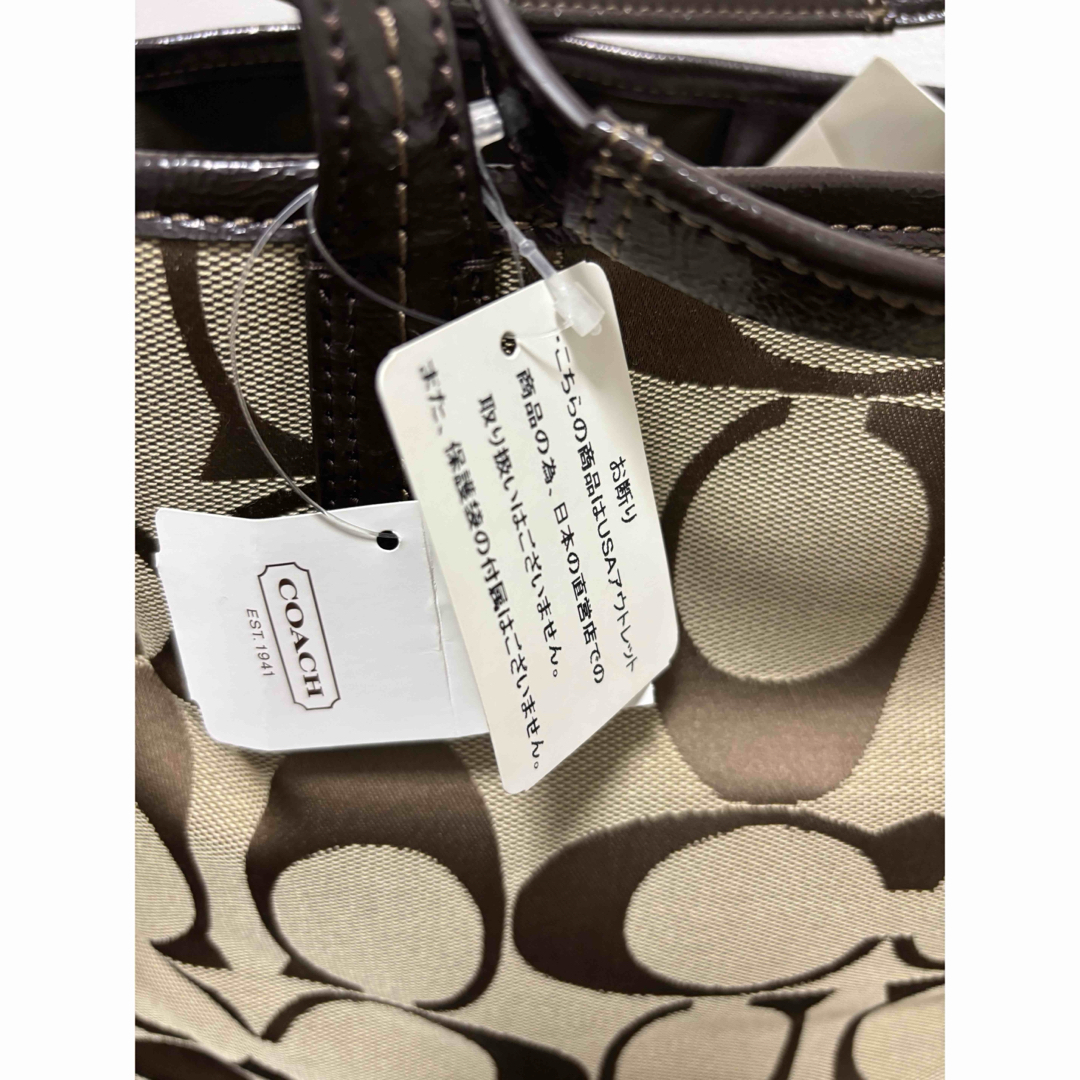 お断り
・こちらの商品はUSAアウトレット
商品の為、日本の直営店での
取り扱いはございません。
また、保護袋の付属はございません。
COACH
EST. 1941